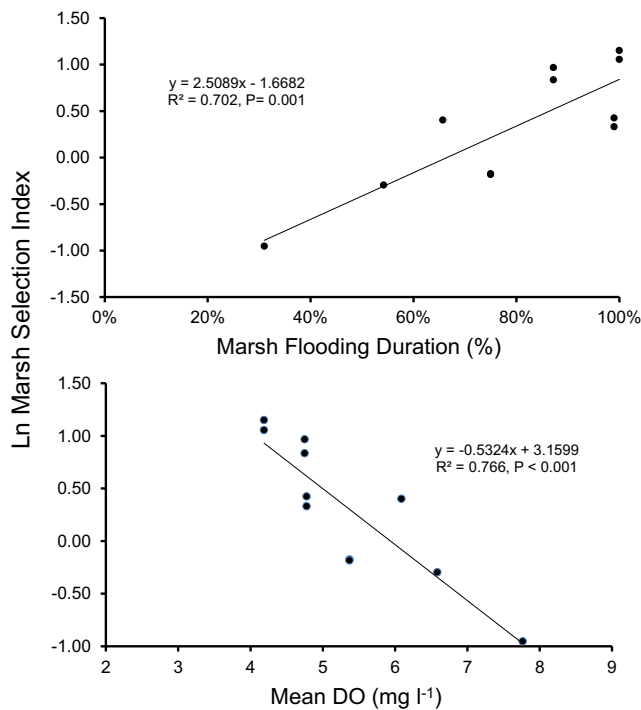 1.50
1.00
0.50
0.00
-0.50
-1.00
-1.50
y = 2.5089x - 1.6682
R² = 0.702, P= 0.001
0% 20% 40% 60% 80% 100%
Marsh Flooding Duration (%)
Ln Marsh Selection Index
1.50
1.00
0.50
0.00
-0.50
-1.00
y = -0.5324x + 3.1599
R² = 0.766, P < 0.001
2 3 4 5 6 7 8 9
Mean DO (mg l⁻¹)